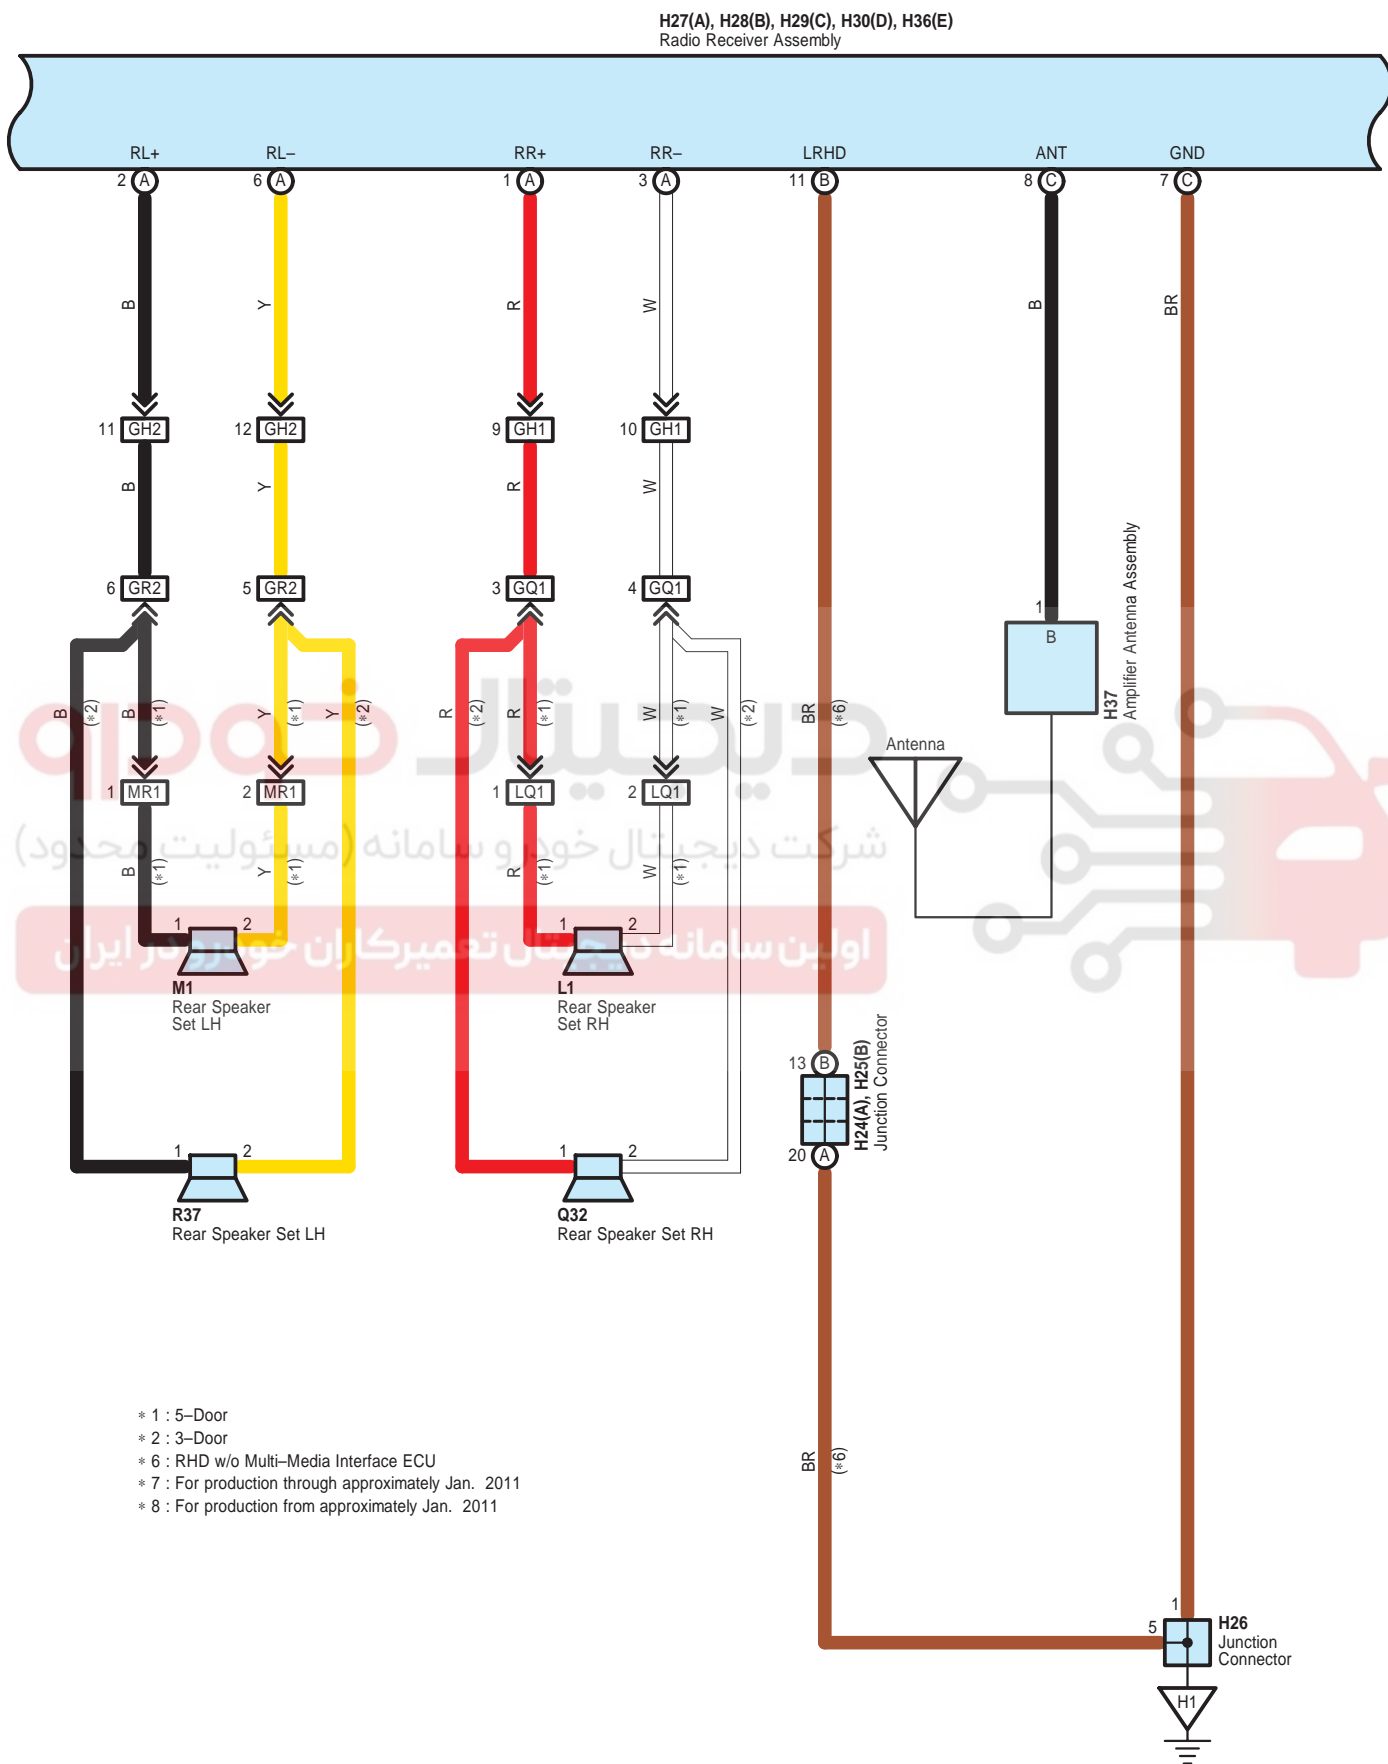 H27(A), H28(B), H29(C), H30(D), H36(E)
Radio Receiver Assembly
RL+ RL– RR+ RR– LRHD ANT GND
2 A 6 A 1 A 3 A 11 B 8 C 7 C
B Y R W B BR
11 GH2 12 GH2 9 GH1 10 GH1
B Y R W
6 GR2 5 GR2 3 GQ1 4 GQ1
1
B
H37
Amplifier Antenna Assembly
B (*2) B (*1) Y (*1) Y (*2) R (*2) R (*1) W (*1) W (*2) BR (*6)
دیجیتال خودرو
Antenna
1 MR1 2 MR1 1 LQ1 2 LQ1
شرکت دیجیتال خودرو سامانه (مسئولیت محدود)
B (*1) Y (*1) R (*1) W (*1)
1 2 1 2
اولین سامانه دیجیتال تعمیرکاران خودرو در ایران
M1
Rear Speaker
Set LH
L1
Rear Speaker
Set RH
13 B
H24(A), H25(B)
Junction Connector
20 A
1 2 1 2
R37
Rear Speaker Set LH
Q32
Rear Speaker Set RH
* 1 : 5–Door
* 2 : 3–Door
* 6 : RHD w/o Multi–Media Interface ECU
* 7 : For production through approximately Jan. 2011
* 8 : For production from approximately Jan. 2011
BR (*6)
1
5
H26
Junction
Connector
H1